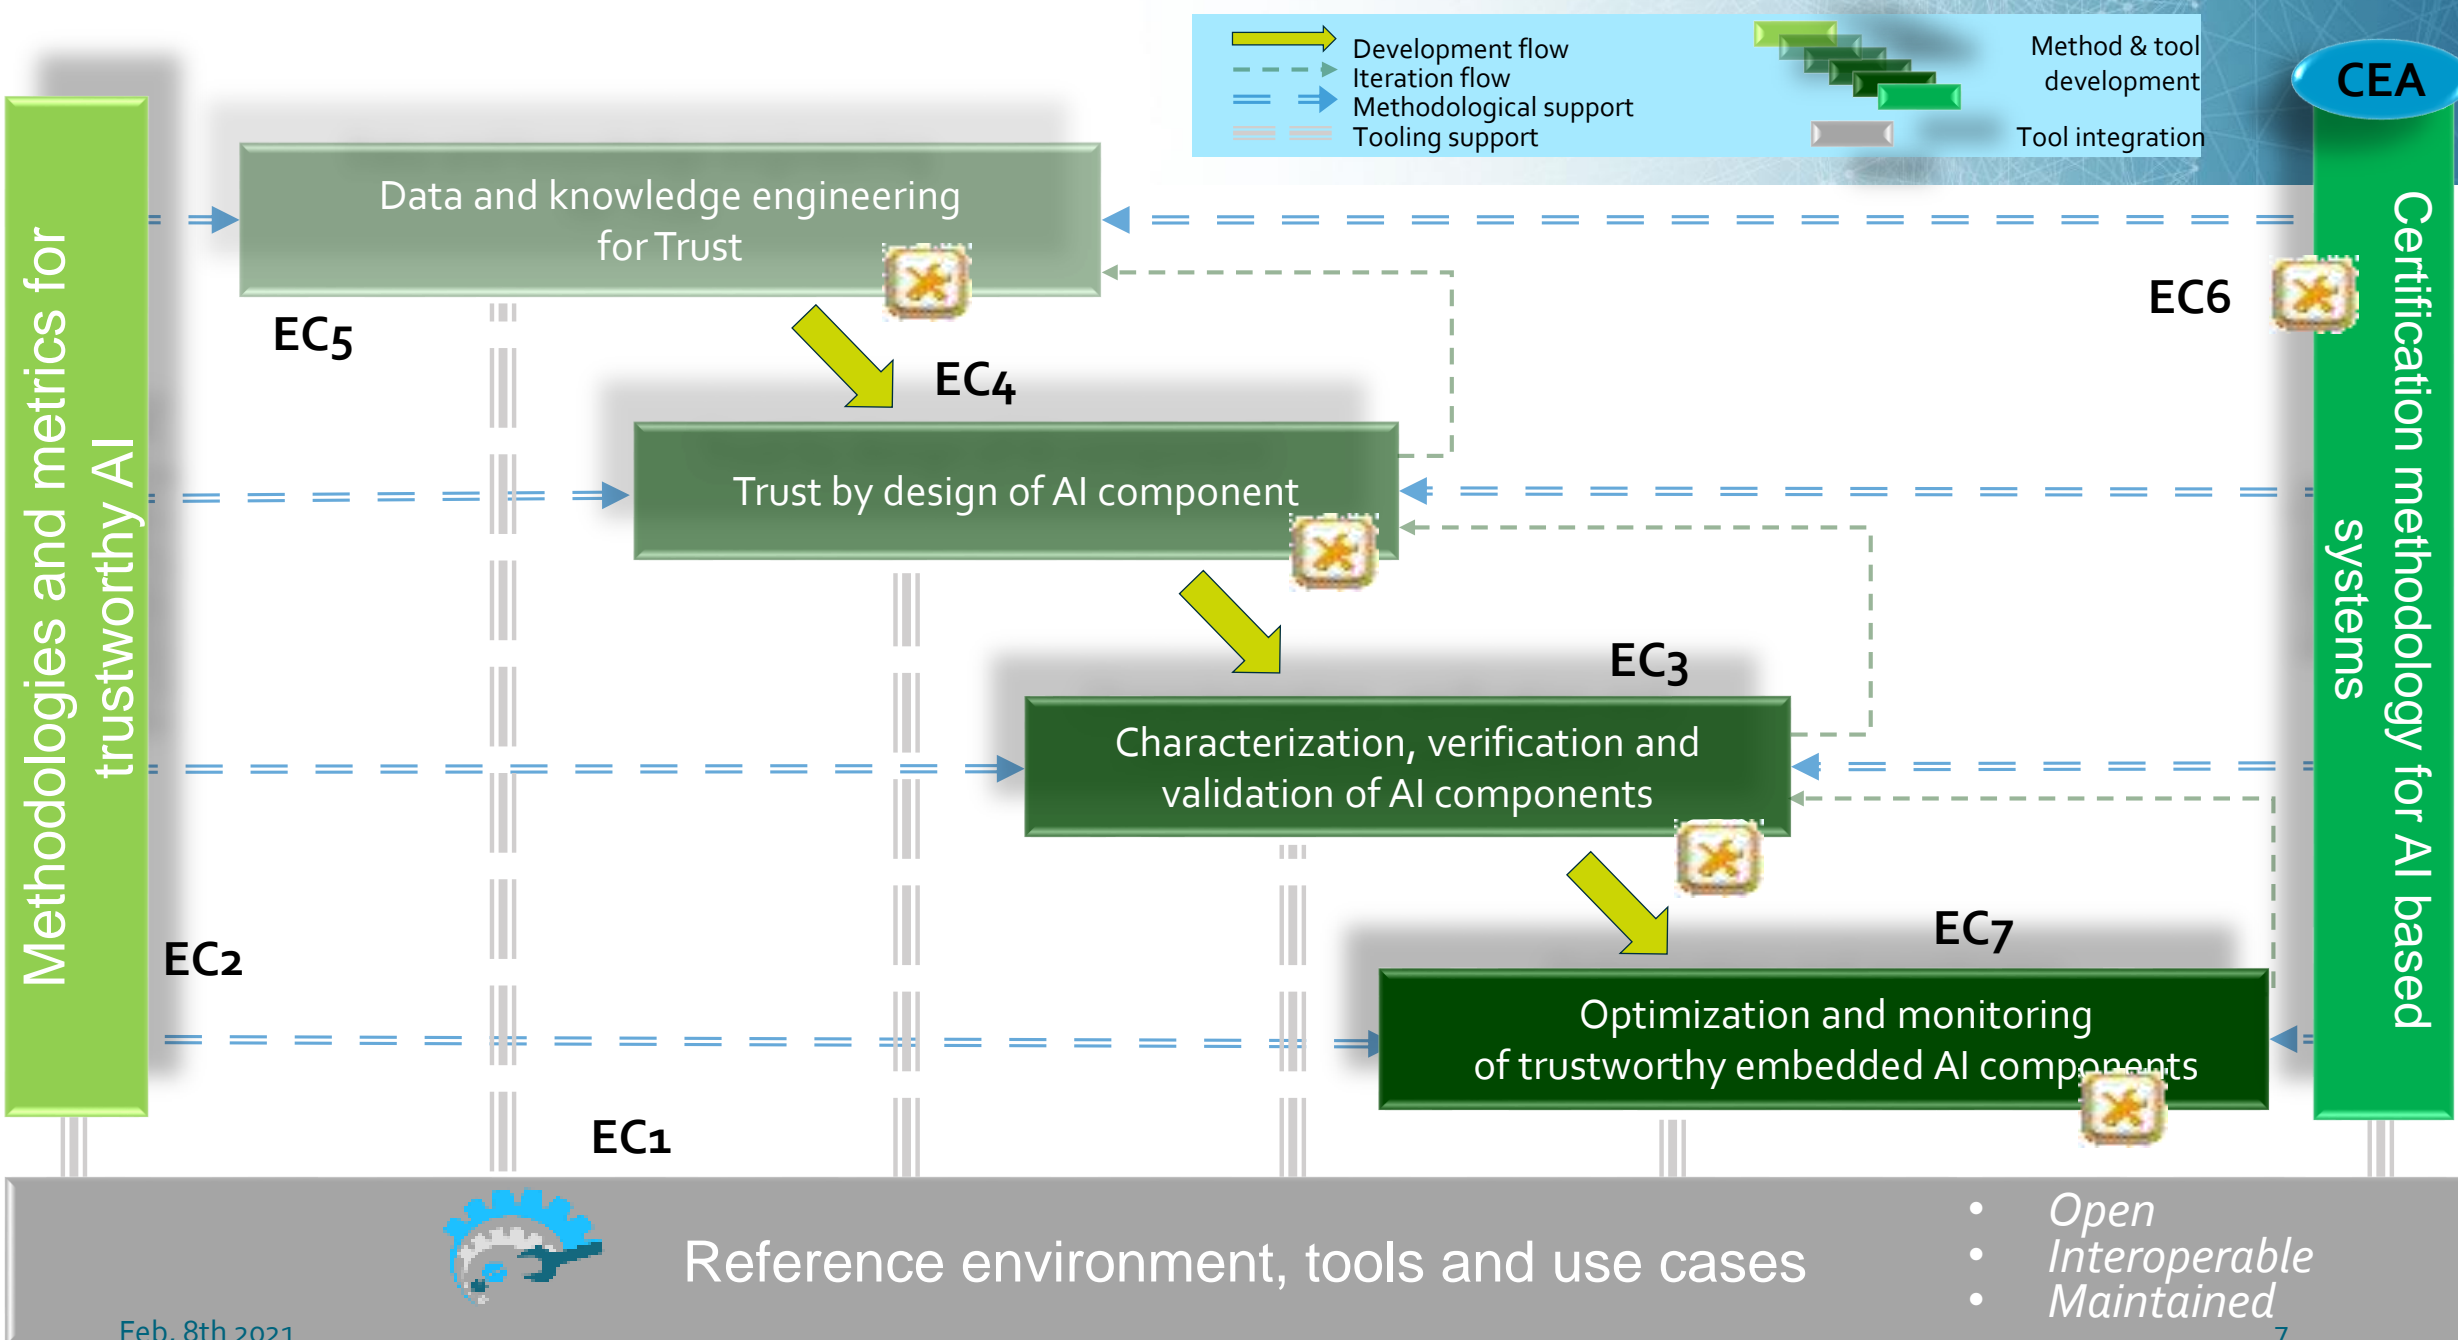 Development flow
Iteration flow
Methodological support
Tooling support
Method & tool
development
Tool integration
CEA
Methodologies and metrics for
trustworthy AI
Data and knowledge engineering
for Trust
EC5
EC6
EC4
Trust by design of AI component
EC3
Characterization, verification and
validation of AI components
EC7
EC2
Optimization and monitoring
of trustworthy embedded AI components
Certification methodology for AI based
systems
EC1
Reference environment, tools and use cases
• Open
• Interoperable
• Maintained
Feb. 8th 2021
7